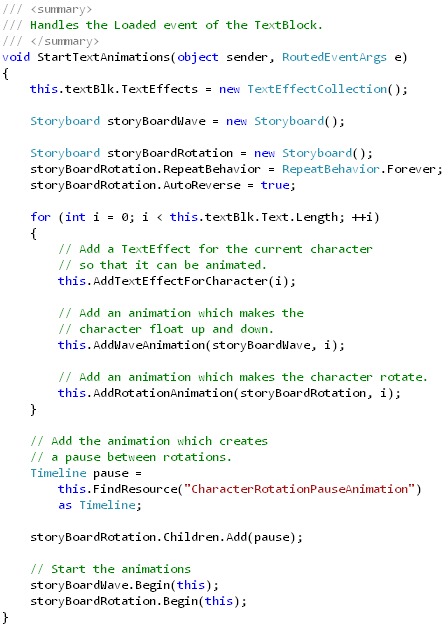 /// <summary>
/// Handles the Loaded event of the TextBlock.
/// </summary>
void StartTextAnimations(object sender, RoutedEventArgs e)
{
    this.textBlk.TextEffects = new TextEffectCollection();

    Storyboard storyBoardWave = new Storyboard();

    Storyboard storyBoardRotation = new Storyboard();
    storyBoardRotation.RepeatBehavior = RepeatBehavior.Forever;
    storyBoardRotation.AutoReverse = true;

    for (int i = 0; i < this.textBlk.Text.Length; ++i)
    {
        // Add a TextEffect for the current character
        // so that it can be animated.
        this.AddTextEffectForCharacter(i);

        // Add an animation which makes the
        // character float up and down.
        this.AddWaveAnimation(storyBoardWave, i);

        // Add an animation which makes the character rotate.
        this.AddRotationAnimation(storyBoardRotation, i);
    }

    // Add the animation which creates
    // a pause between rotations.
    Timeline pause =
        this.FindResource("CharacterRotationPauseAnimation")
        as Timeline;

    storyBoardRotation.Children.Add(pause);

    // Start the animations
    storyBoardWave.Begin(this);
    storyBoardRotation.Begin(this);
}